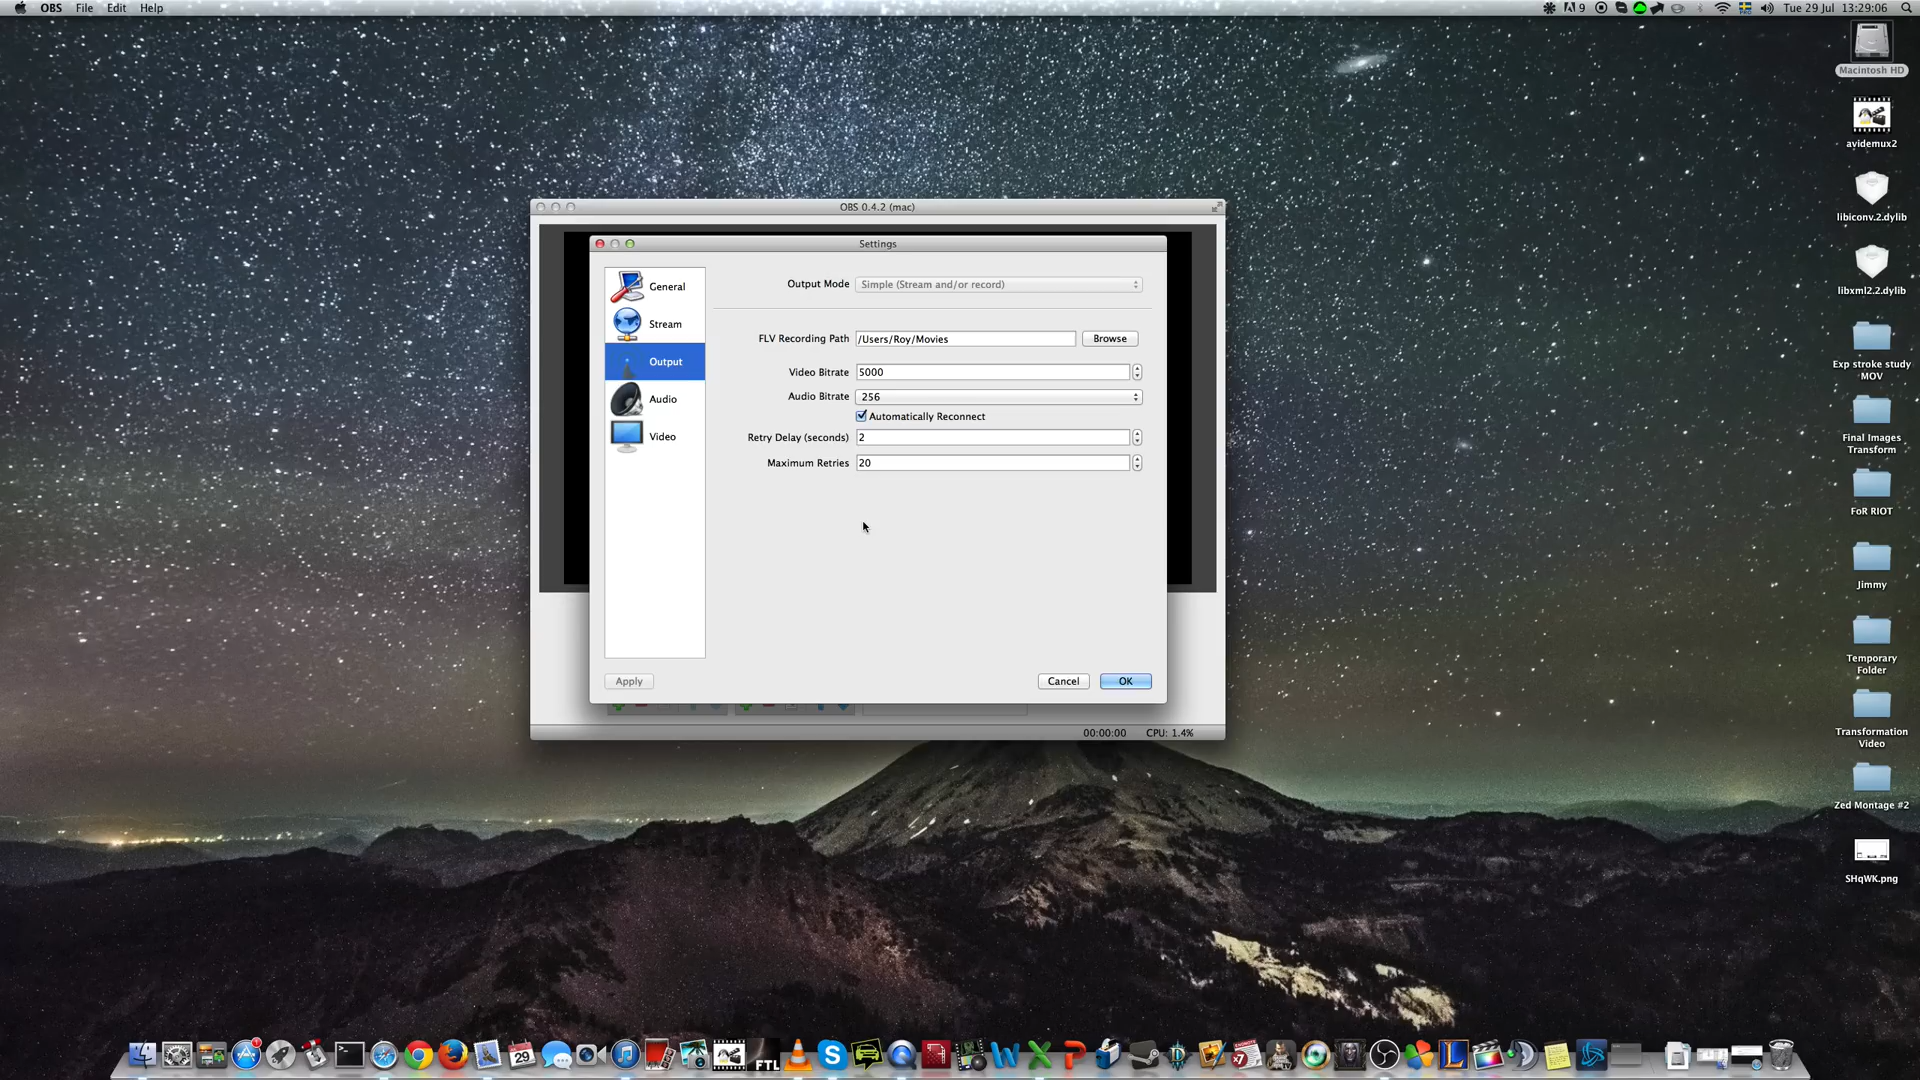 OBS File Edit Help
9 Tue 29 Jul 13:29:06
Macintosh HD
avidemux2
libiconv.2.dylib
libxml2.2.dylib
Exp stroke study
MOV
Final Images
Transform
FoR RIOT
Jimmy
Temporary
Folder
Transformation
Video
Zed Montage #2
SHqWK.png
OBS 0.4.2 (mac)
Settings
General
Stream
Output
Audio
Video
Output Mode Simple (Stream and/or record)
FLV Recording Path /Users/Roy/Movies Browse
Video Bitrate 5000
Audio Bitrate 256
Automatically Reconnect
Retry Delay (seconds) 2
Maximum Retries 20
Apply Cancel OK
00:00:00 CPU: 1.4%
29
FTL